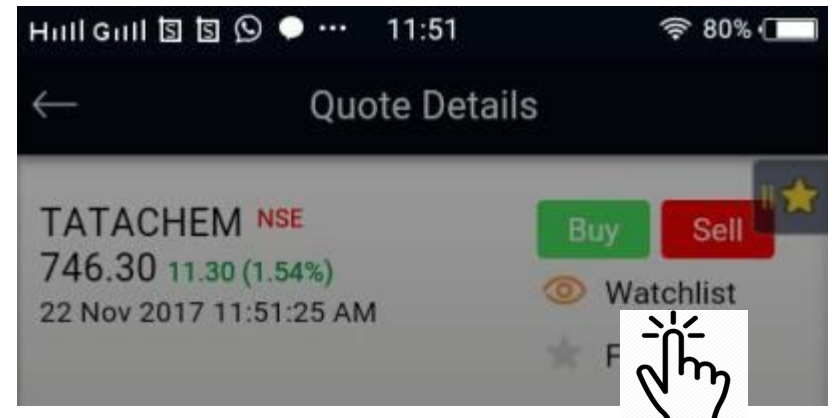 11:51 80%
Quote Details
TATACHEM NSE
746.30 11.30 (1.54%)
22 Nov 2017 11:51:25 AM
Buy Sell
Watchlist